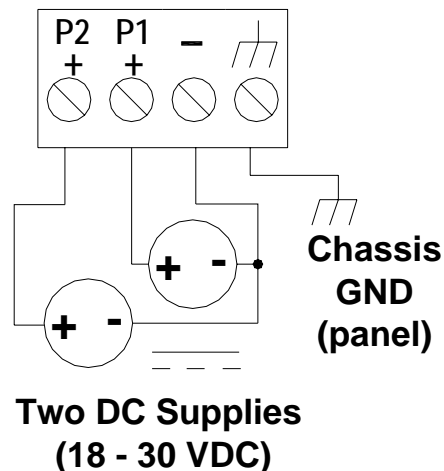 P2 P1 –
+ +
Chassis
GND
(panel)
+ -
+ -
Two DC Supplies
(18 - 30 VDC)